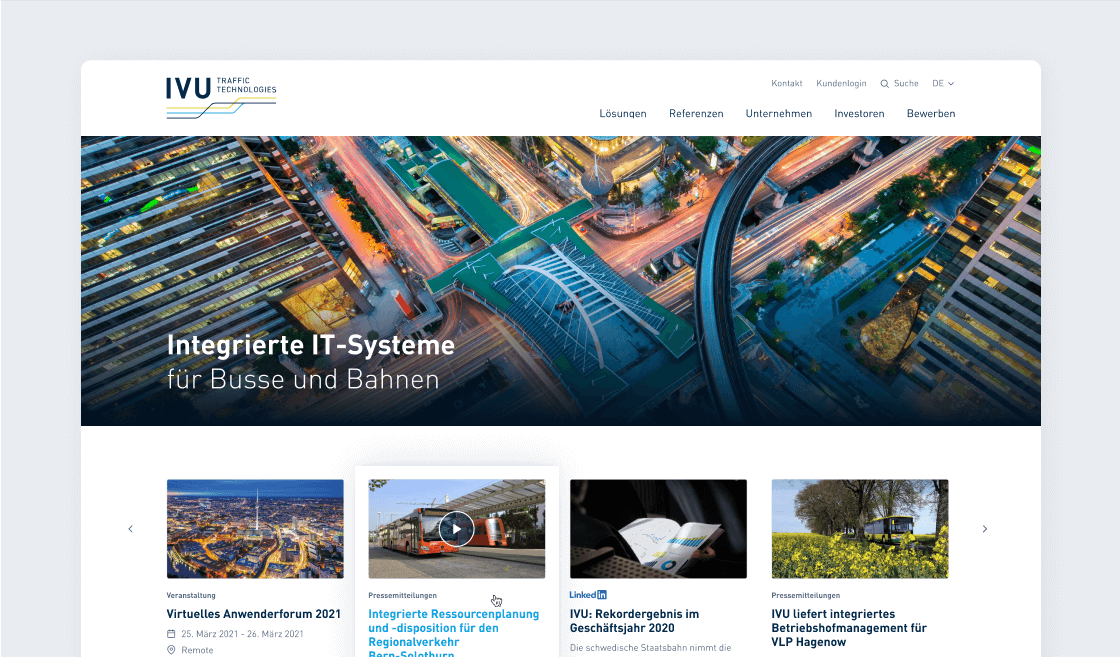 IVU TRAFFIC
TECHNOLOGIES
Kontakt Kundenlogin Suche DE
Lösungen Referenzen Unternehmen Investoren Bewerben
Integrierte IT-Systeme
für Busse und Bahnen
Veranstaltung
Virtuelles Anwenderforum 2021
25. März 2021 - 26. März 2021
Remote
Pressemitteilungen
Integrierte Ressourcenplanung
und -disposition für den
Regionalverkehr
Bern-Solothurn
LinkedIn
IVU: Rekordergebnis im
Geschäftsjahr 2020
Die schwedische Staatsbahn nimmt die
Pressemitteilungen
IVU liefert integriertes
Betriebshofmanagement für
VLP Hagenow